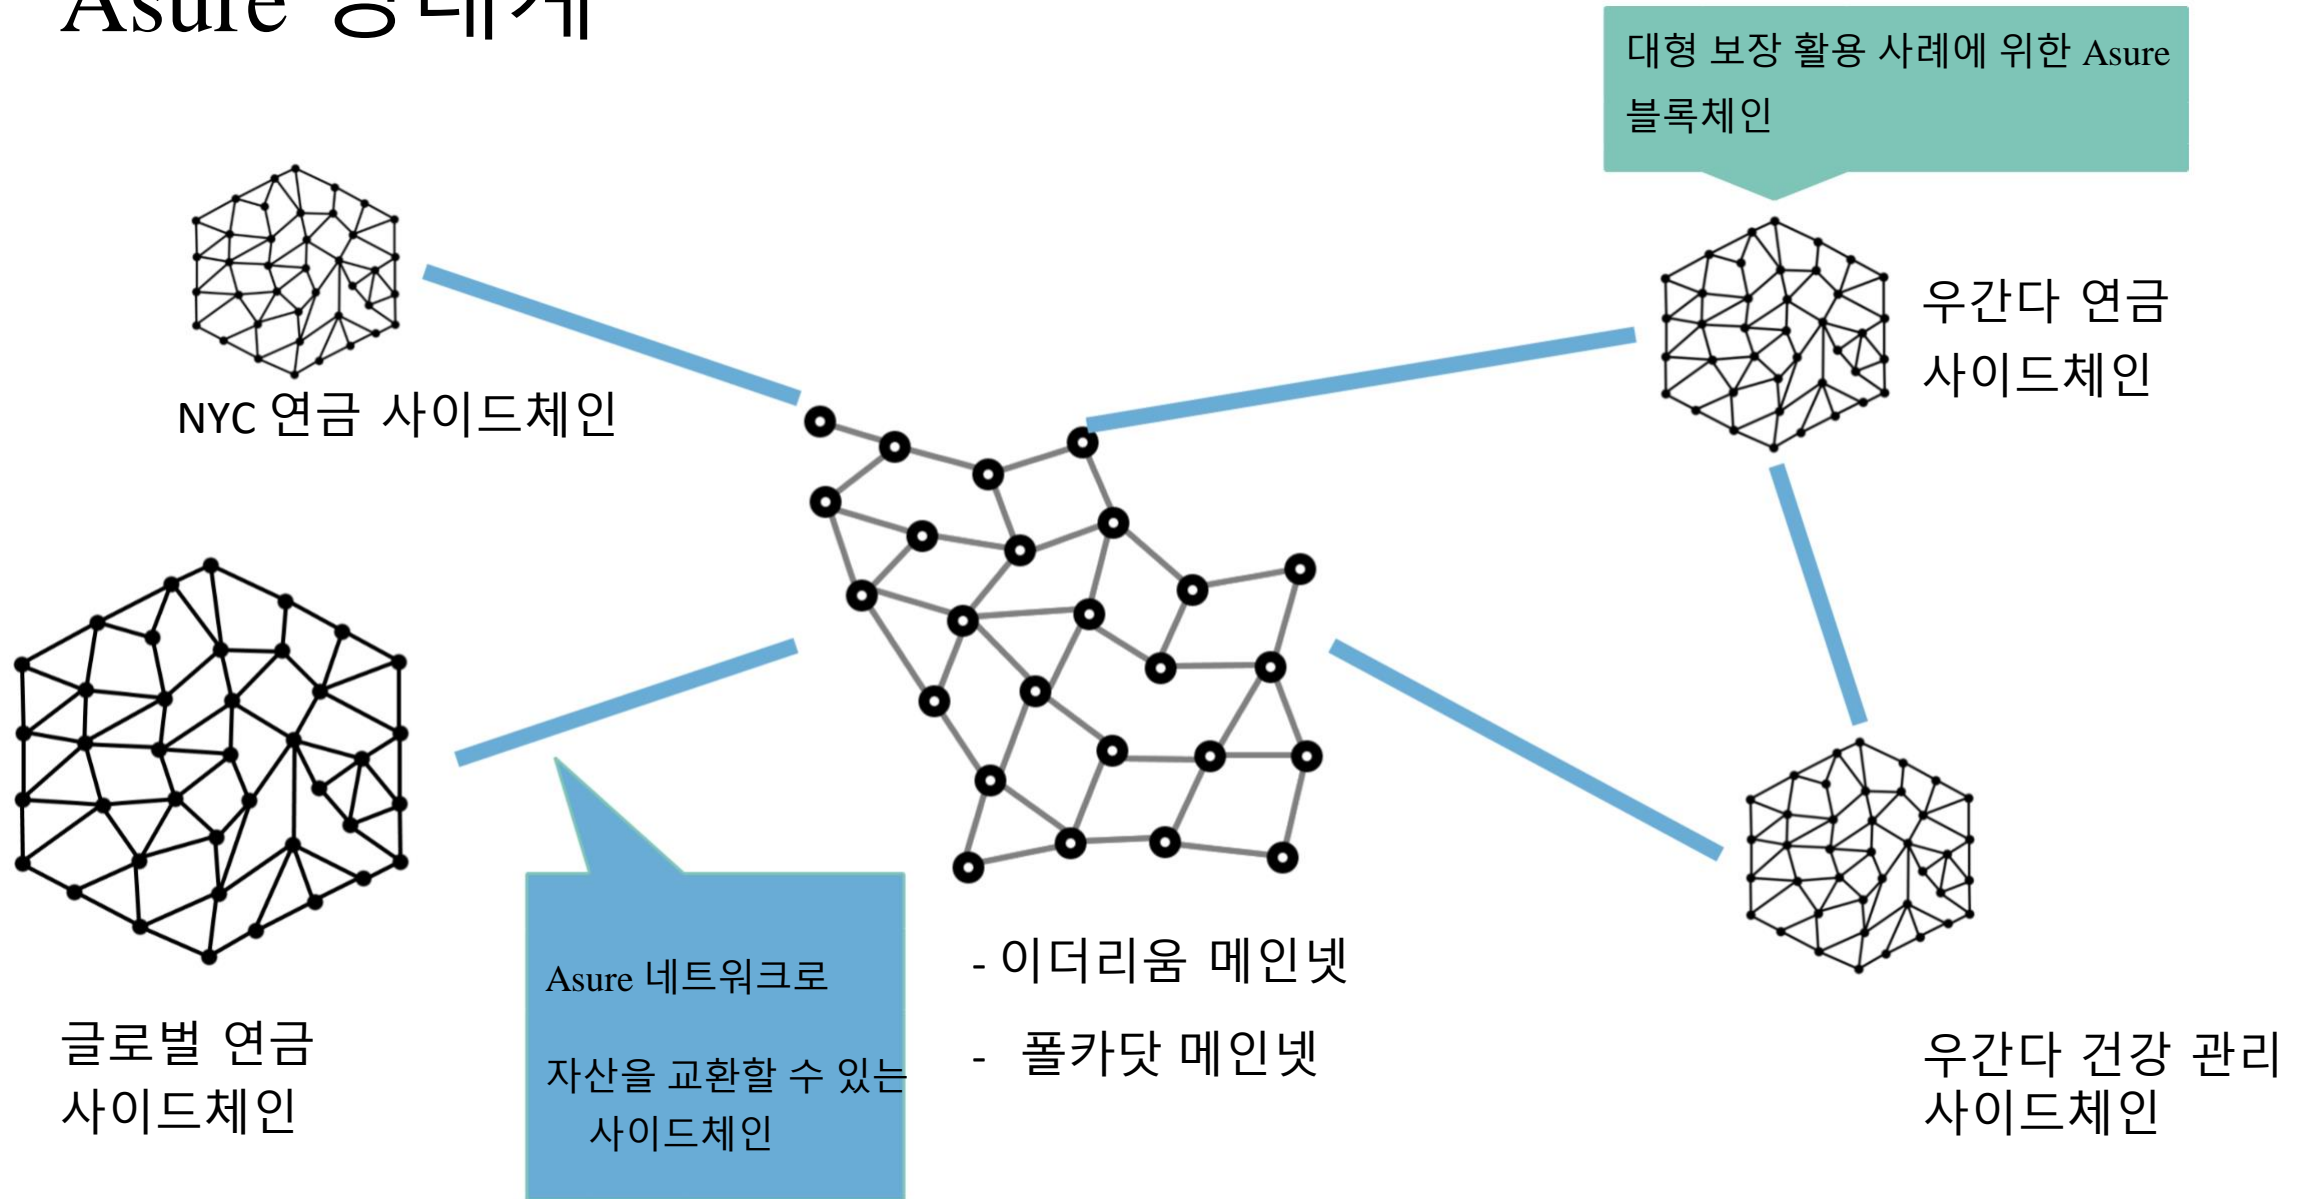 Asure
대형 보장 활용 사례에 위한 Asure
블록체인
NYC 연금 사이드체인
우간다 연금
사이드체인
글로벌 연금
사이드체인
Asure 네트워크로
자산을 교환할 수 있는
사이드체인
- 이더리움 메인넷
- 폴카닷 메인넷
우간다 건강 관리
사이드체인